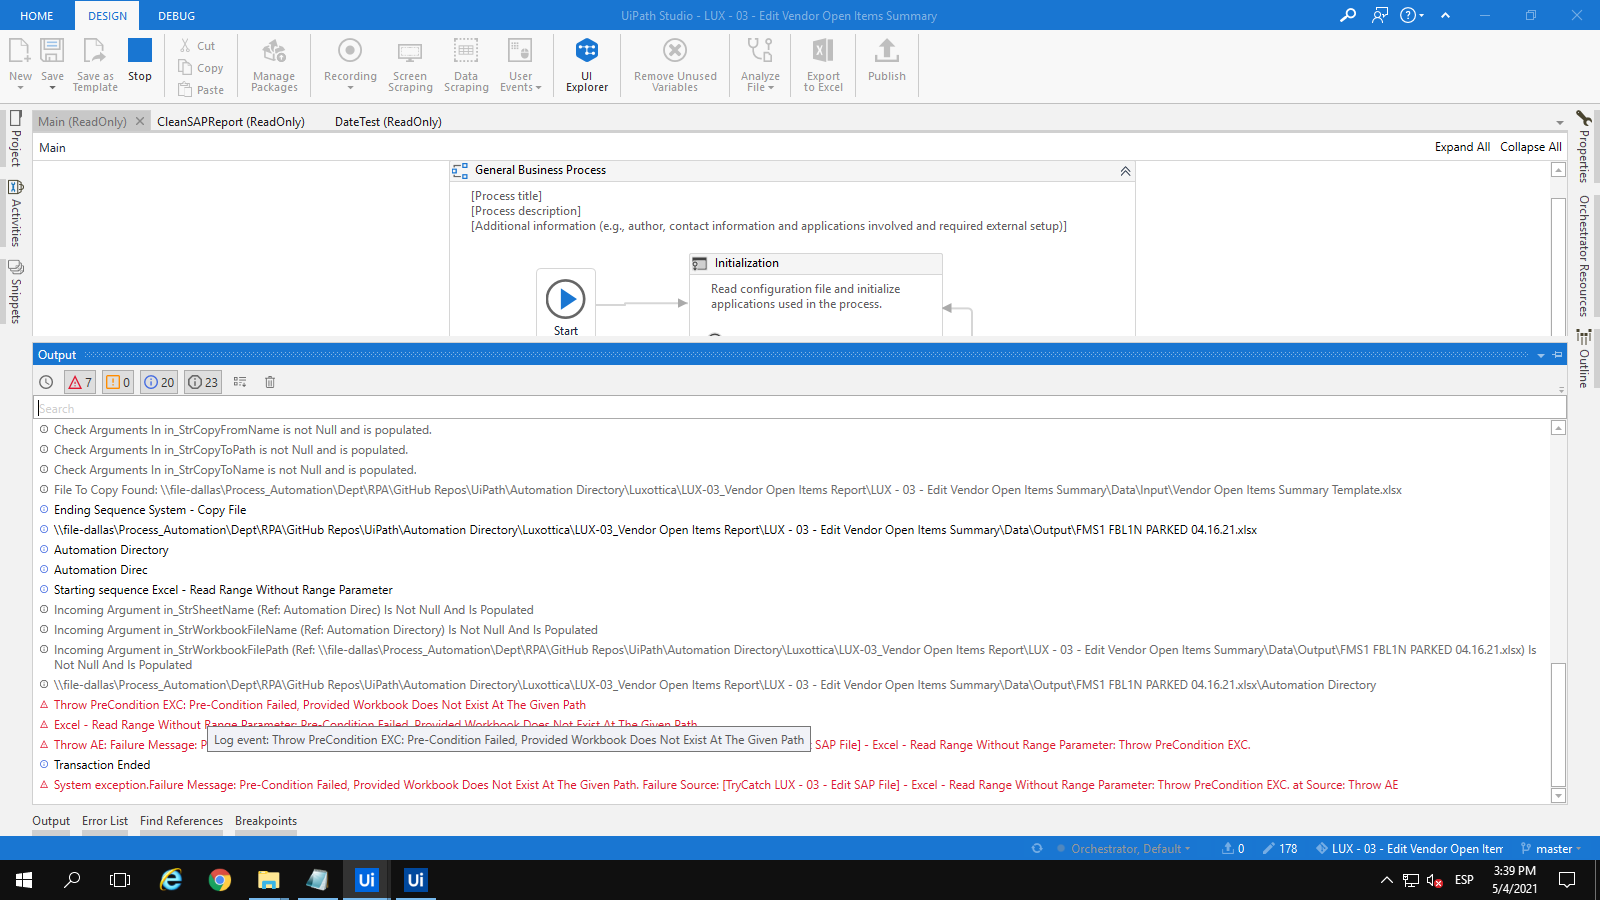 HOME DESIGN DEBUG UiPath Studio - LUX - 03 - Edit Vendor Open Items Summary
New Save Save as Template Stop
Cut
Copy
Paste
Manage Packages
Recording Screen Scraping Data Scraping User Events
UI Explorer
Remove Unused Variables
Analyze File
Export to Excel
Publish
Main (ReadOnly) CleanSAPReport (ReadOnly) DateTest (ReadOnly)
Project
Activities
Snippets
Properties
Orchestrator Resources
Outline
Main Expand All Collapse All
General Business Process
[Process title]
[Process description]
[Additional information (e.g., author, contact information and applications involved and required external setup)]
Initialization
Read configuration file and initialize
applications used in the process.
Start
Output
7 0 20 23
Search
Check Arguments In in_StrCopyFromName is not Null and is populated.
Check Arguments In in_StrCopyToPath is not Null and is populated.
Check Arguments In in_StrCopyToName is not Null and is populated.
File To Copy Found: \\file-dallas\Process_Automation\Dept\RPA\GitHub Repos\UiPath\Automation Directory\Luxottica\LUX-03_Vendor Open Items Report\LUX - 03 - Edit Vendor Open Items Summary\Data\Input\Vendor Open Items Summary Template.xlsx
Ending Sequence System - Copy File
\\file-dallas\Process_Automation\Dept\RPA\GitHub Repos\UiPath\Automation Directory\Luxottica\LUX-03_Vendor Open Items Report\LUX - 03 - Edit Vendor Open Items Summary\Data\Output\FMS1 FBL1N PARKED 04.16.21.xlsx
Automation Directory
Automation Direc
Starting sequence Excel - Read Range Without Range Parameter
Incoming Argument in_StrSheetName (Ref: Automation Direc) Is Not Null And Is Populated
Incoming Argument in_StrWorkbookFileName (Ref: Automation Directory) Is Not Null And Is Populated
Incoming Argument in_StrWorkbookFilePath (Ref: \\file-dallas\Process_Automation\Dept\RPA\GitHub Repos\UiPath\Automation Directory\Luxottica\LUX-03_Vendor Open Items Report\LUX - 03 - Edit Vendor Open Items Summary\Data\Output\FMS1 FBL1N PARKED 04.16.21.xlsx) Is
Not Null And Is Populated
\\file-dallas\Process_Automation\Dept\RPA\GitHub Repos\UiPath\Automation Directory\Luxottica\LUX-03_Vendor Open Items Report\LUX - 03 - Edit Vendor Open Items Summary\Data\Output\FMS1 FBL1N PARKED 04.16.21.xlsx\Automation Directory
Throw PreCondition EXC: Pre-Condition Failed, Provided Workbook Does Not Exist At The Given Path
Excel - Read Range Without Range Parameter: Pre-Condition Failed, Provided Workbook Does Not Exist At The Given Path
Log event: Throw PreCondition EXC: Pre-Condition Failed, Provided Workbook Does Not Exist At The Given Path
Throw AE: Failure Message: P SAP File] - Excel - Read Range Without Range Parameter: Throw PreCondition EXC.
Transaction Ended
System exception.Failure Message: Pre-Condition Failed, Provided Workbook Does Not Exist At The Given Path. Failure Source: [TryCatch LUX - 03 - Edit SAP File] - Excel - Read Range Without Range Parameter: Throw PreCondition EXC. at Source: Throw AE
Output Error List Find References Breakpoints
Orchestrator, Default 0 178 LUX - 03 - Edit Vendor Open Iterr master
Ui Ui ESP 3:39 PM
5/4/2021